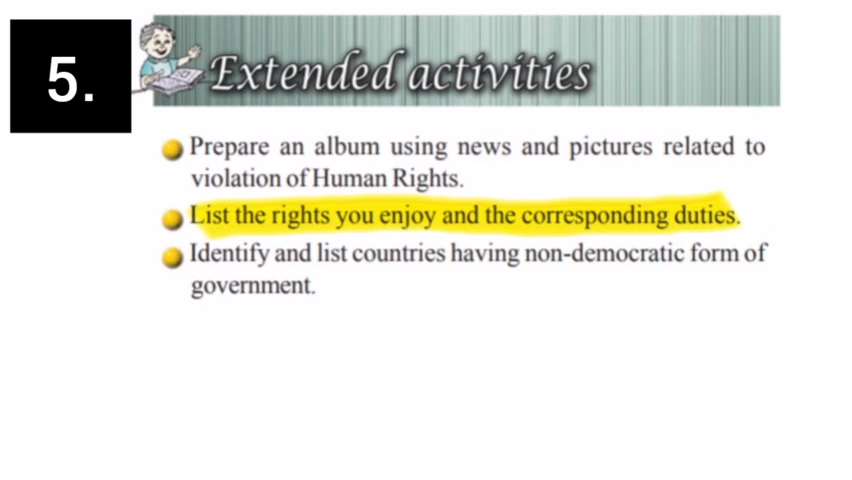 5.
Extended activities
Prepare an album using news and pictures related to
violation of Human Rights.
List the rights you enjoy and the corresponding duties.
Identify and list countries having non-democratic form of
government.